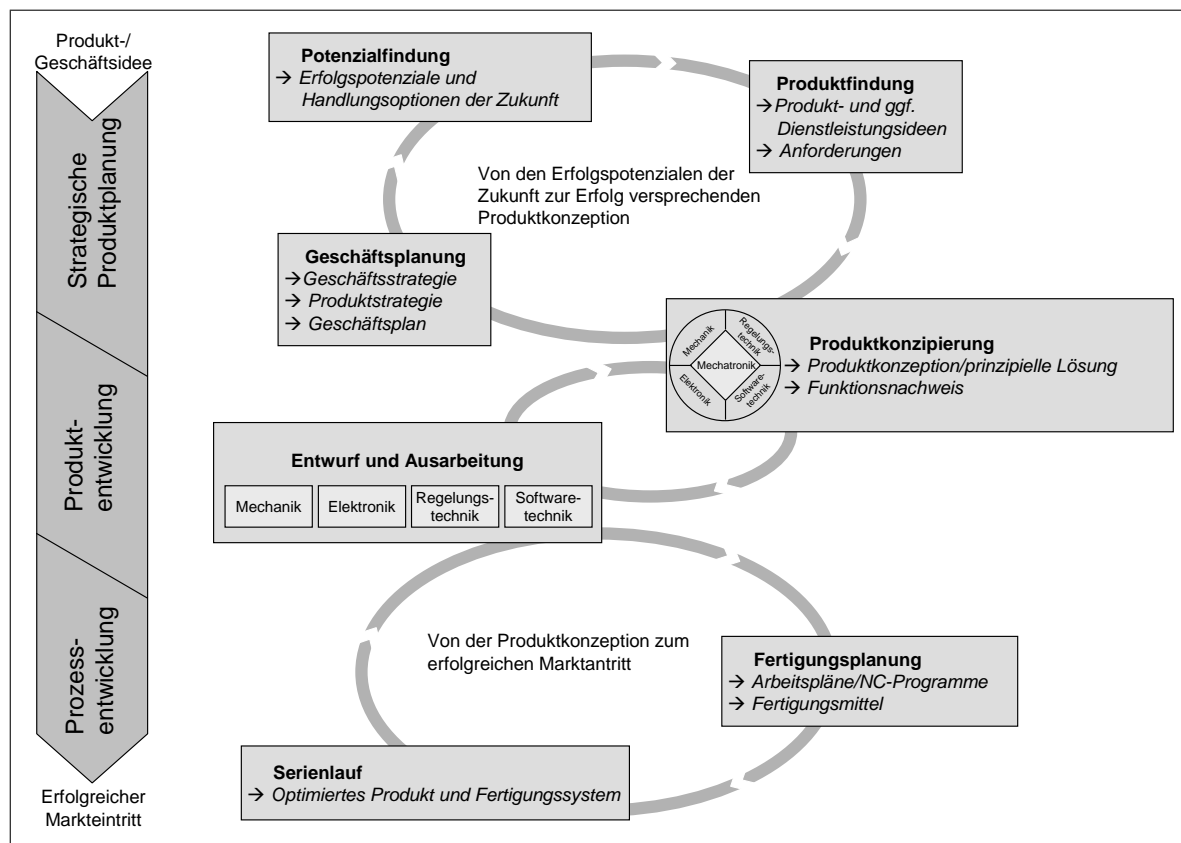 Produkt-/
Geschäftsidee
Strategische
Produktplanung
Produkt-
entwicklung
Prozess-
entwicklung
Erfolgreicher
Markteintritt
Potenzialfindung
→ Erfolgspotenziale und
Handlungsoptionen der Zukunft
Produktfindung
→ Produkt- und ggf.
Dienstleistungsideen
→ Anforderungen
Von den Erfolgspotenzialen der
Zukunft zur Erfolg versprechenden
Produktkonzeption
Geschäftsplanung
→ Geschäftsstrategie
→ Produktstrategie
→ Geschäftsplan
Mechanik
Regelungs-
technik
Mechatronik
Elektronik
Software-
technik
Produktkonzipierung
→ Produktkonzeption/prinzipielle Lösung
→ Funktionsnachweis
Entwurf und Ausarbeitung
Mechanik
Elektronik
Regelungs-
technik
Software-
technik
Von der Produktkonzeption zum
erfolgreichen Marktantritt
Fertigungsplanung
→ Arbeitspläne/NC-Programme
→ Fertigungsmittel
Serienlauf
→ Optimiertes Produkt und Fertigungssystem